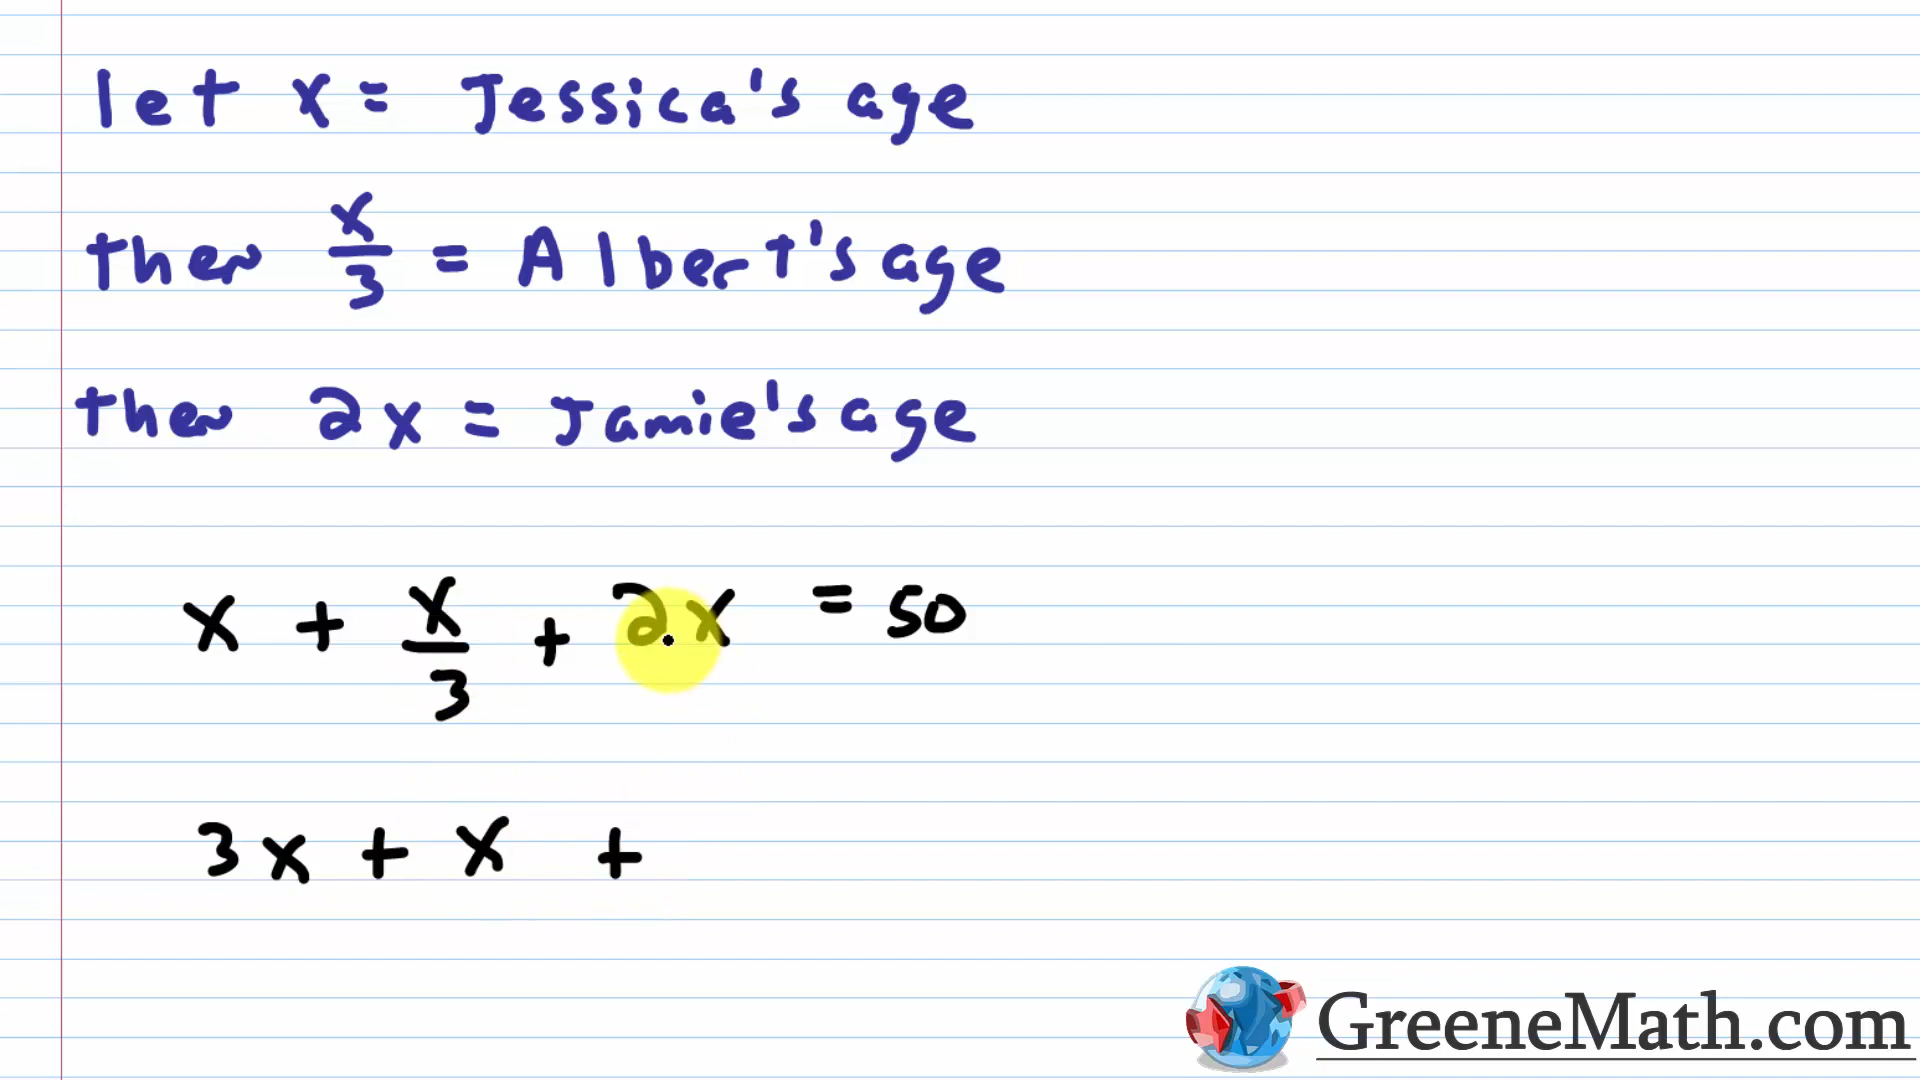 let x = Jessica's age
then x/3 = Albert's age
then 2x = Jamie's age
x + x/3 + 2x = 50
3x + x +
GreeneMath.com